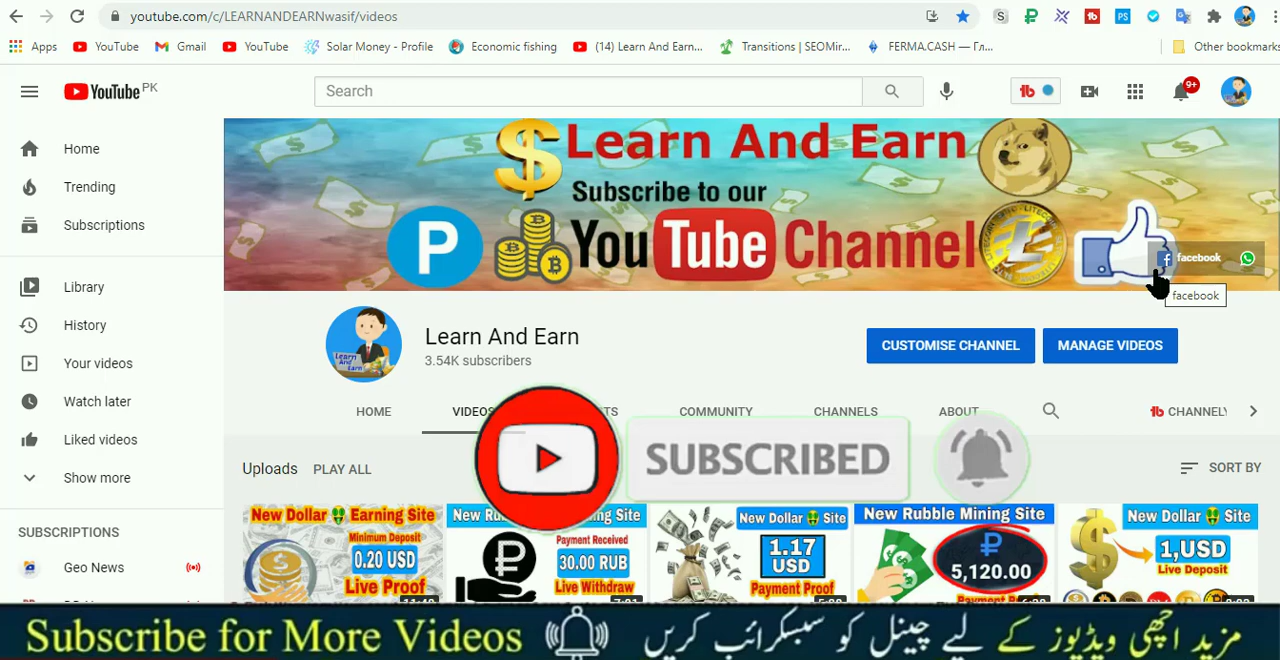 youtube.com/c/LEARNANDEARNwasif/videos
Apps YouTube Gmail YouTube Solar Money - Profile Economic fishing (14) Learn And Earn... Transitions | SEOMir... FERMA.CASH — Гл... Other bookmarks
YouTube PK
Search
9+
Home
Trending
Subscriptions
Library
History
Your videos
Watch later
Liked videos
Show more
SUBSCRIPTIONS
Geo News
Learn And Earn
Subscribe to our
YouTube Channel
facebook
facebook
Learn And Earn
3.54K subscribers
CUSTOMISE CHANNEL MANAGE VIDEOS
HOME VIDEOS COMMUNITY CHANNELS ABOUT CHANNELY
SUBSCRIBED
Uploads PLAY ALL SORT BY
New Dollar Earning Site
Minimum Deposit
0.20 USD
Live Proof
Payment Received
30.00 RUB
Live Withdraw
New Dollar Site
1.17
USD
Payment Proof
New Rubble Mining Site
5,120.00
New Dollar Site
1,USD
Live Deposit
Subscribe for More Videos
مزید اچھی ویڈیوز کے لیے چینل کو سبسکرائب کریں